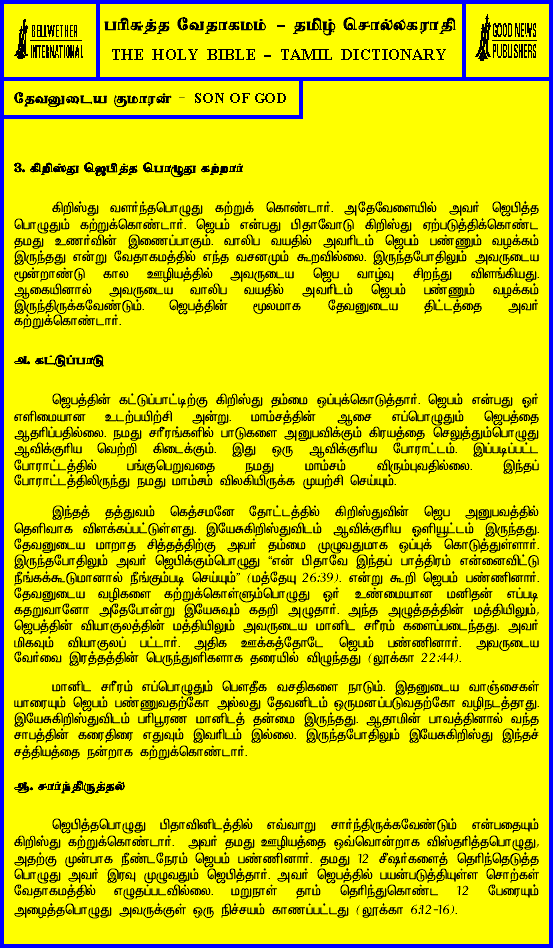 BELLWETHER
INTERNATIONAL
பரிசுத்த வேதாகமம் – தமிழ் சொல்லகராதி
THE HOLY BIBLE – TAMIL DICTIONARY
GOOD NEWS
PUBLISHERS
தேவனுடைய குமாரன் – SON OF GOD
3. கிறிஸ்து ஜெபித்த பொழுது கற்றார்
கிறிஸ்து வளர்ந்தபொழுது கற்றுக் கொண்டார். அதேவேளையில் அவர் ஜெபித்த
பொழுதும் கற்றுக்கொண்டார். ஜெபம் என்பது பிதாவோடு கிறிஸ்து ஏற்படுத்திக்கொண்ட
தமது உணர்வின் இணைப்பாகும். வாலிப வயதில் அவரிடம் ஜெபம் பண்ணும் வழக்கம்
இருந்தது என்று வேதாகமத்தில் எந்த வசனமும் கூறவில்லை. இருந்தபோதிலும் அவருடைய
மூன்றாண்டு கால ஊழியத்தில் அவருடைய ஜெப வாழ்வு சிறந்து விளங்கியது.
ஆகையினால் அவருடைய வாலிப வயதில் அவரிடம் ஜெபம் பண்ணும் வழக்கம்
இருந்திருக்கவேண்டும். ஜெபத்தின் மூலமாக தேவனுடைய திட்டத்தை அவர்
கற்றுக்கொண்டார்.
அ. கட்டுப்பாடு
ஜெபத்தின் கட்டுப்பாட்டிற்கு கிறிஸ்து தம்மை ஒப்புக்கொடுத்தார். ஜெபம் என்பது ஓர்
எளிமையான உடற்பயிற்சி அன்று. மாம்சத்தின் ஆசை எப்பொழுதும் ஜெபத்தை
ஆதரிப்பதில்லை. நமது சரீரங்களில் பாடுகளை அனுபவிக்கும் கிரயத்தை செலுத்தும்பொழுது
ஆவிக்குரிய வெற்றி கிடைக்கும். இது ஒரு ஆவிக்குரிய போராட்டம். இப்படிப்பட்ட
போராட்டத்தில் பங்குபெறுவதை நமது மாம்சம் விரும்புவதில்லை. இந்தப்
போராட்டத்திலிருந்து நமது மாம்சம் விலகியிருக்க முயற்சி செய்யும்.
இந்தத் தத்துவம் கெத்சமனே தோட்டத்தில் கிறிஸ்துவின் ஜெப அனுபவத்தில்
தெளிவாக விளக்கப்பட்டுள்ளது. இயேசுகிறிஸ்துவிடம் ஆவிக்குரிய ஒளியூட்டம் இருந்தது.
தேவனுடைய மாறாத சித்தத்திற்கு அவர் தம்மை முழுவதுமாக ஒப்புக் கொடுத்துள்ளார்.
இருந்தபோதிலும் அவர் ஜெபிக்கும்பொழுது “என் பிதாவே இந்தப் பாத்திரம் என்னைவிட்டு
நீங்கக்கூடுமானால் நீங்கும்படி செய்யும்” (மத்தேயு 26:39). என்று கூறி ஜெபம் பண்ணினார்.
தேவனுடைய வழிகளை கற்றுக்கொள்ளும்பொழுது ஓர் உண்மையான மனிதன் எப்படி
கதறுவானோ அதேபோன்று இயேசுவும் கதறி அழுதார். அந்த அழுத்தத்தின் மத்தியிலும்,
ஜெபத்தின் வியாகுலத்தின் மத்தியிலும் அவருடைய மானிட சரீரம் களைப்படைந்தது. அவர்
மிகவும் வியாகுலப் பட்டார். அதிக ஊக்கத்தோடே ஜெபம் பண்ணினார். அவருடைய
வேர்வை இரத்தத்தின் பெருந்துளிகளாக தரையில் விழுந்தது (லூக்கா 22:44).
மானிட சரீரம் எப்பொழுதும் பௌதீக வசதிகளை நாடும். இதனுடைய வாஞ்சைகள்
யாரையும் ஜெபம் பண்ணுவதற்கோ அல்லது தேவனிடம் ஒருமனப்படுவதற்கோ வழிநடத்தாது.
இயேசுகிறிஸ்துவிடம் பரிபூரண மானிடத் தன்மை இருந்தது. ஆதாமின் பாவத்தினால் வந்த
சாபத்தின் கரைதிரை எதுவும் இவரிடம் இல்லை. இருந்தபோதிலும் இயேசுகிறிஸ்து இந்தச்
சத்தியத்தை நன்றாக கற்றுக்கொண்டார்.
ஆ. சார்ந்திருத்தல்
ஜெபித்தபொழுது பிதாவினிடத்தில் எவ்வாறு சார்ந்திருக்கவேண்டும் என்பதையும்
கிறிஸ்து கற்றுக்கொண்டார். அவர் தமது ஊழியத்தை ஒவ்வொன்றாக விஸ்தரித்தபொழுது,
அதற்கு முன்பாக நீண்டநேரம் ஜெபம் பண்ணினார். தமது 12 சீஷர்களைத் தெரிந்தெடுத்த
பொழுது அவர் இரவு முழுவதும் ஜெபித்தார். அவர் ஜெபத்தில் பயன்படுத்தியுள்ள சொற்கள்
வேதாகமத்தில் எழுதப்படவில்லை. மறுநாள் தாம் தெரிந்துகொண்ட 12 பேரையும்
அழைத்தபொழுது அவருக்குள் ஒரு நிச்சயம் காணப்பட்டது (லூக்கா 6:12-16).